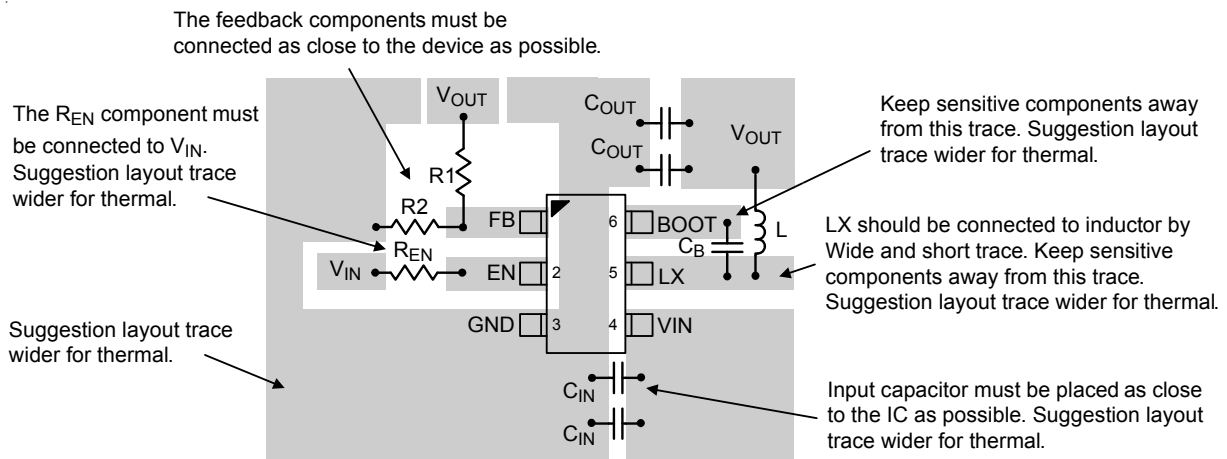 The feedback components must be
connected as close to the device as possible.
The REN component must
be connected to VIN.
Suggestion layout trace
wider for thermal.
Suggestion layout trace
wider for thermal.
VOUT
R1
R2
REN
VIN
FB
EN
GND
2
3
6
5
4
BOOT
LX
VIN
COUT
COUT
VOUT
CB
L
CIN
CIN
Keep sensitive components away
from this trace. Suggestion layout
trace wider for thermal.
LX should be connected to inductor by
Wide and short trace. Keep sensitive
components away from this trace.
Suggestion layout trace wider for thermal.
Input capacitor must be placed as close
to the IC as possible. Suggestion layout
trace wider for thermal.